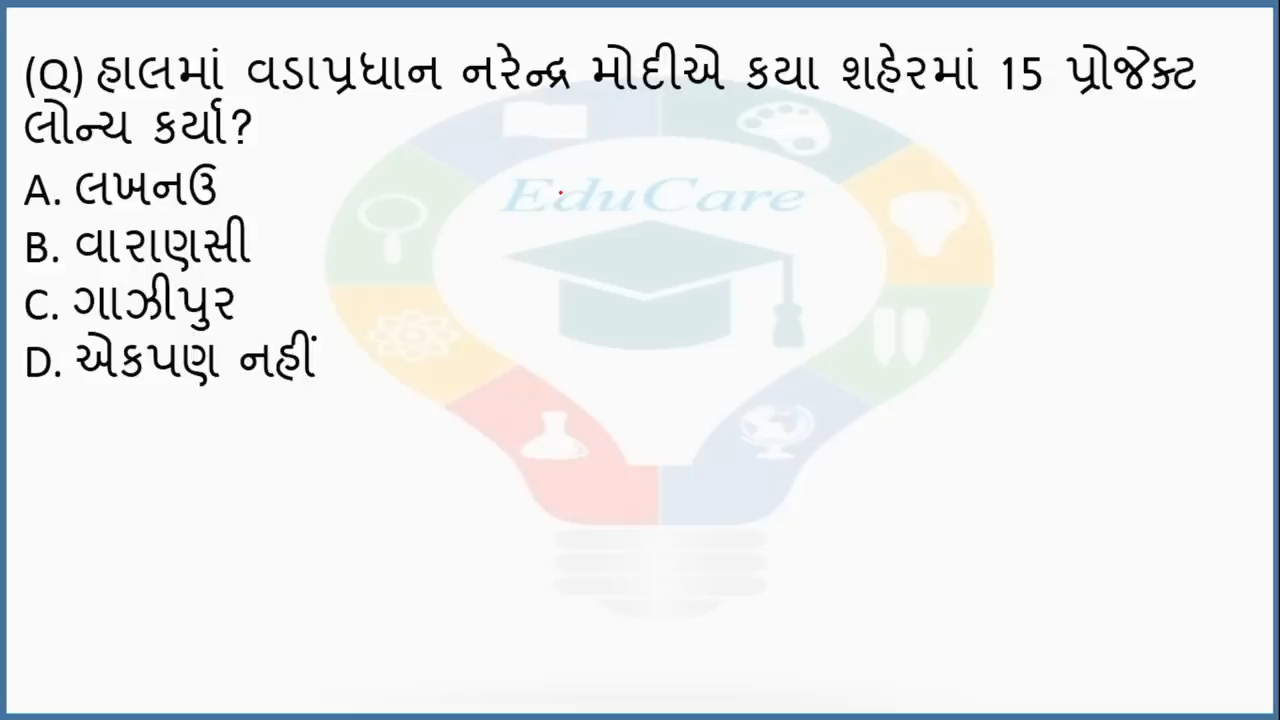 (Q) હાલમાં વડાપ્રધાન નરેન્દ્ર મોદીએ કયા શહેરમાં 15 પ્રોજેક્ટ
લોન્ચ કર્યા?
A. લખનઉ
B. વારાણસી
C. ગાઝીપુર
D. એકપણ નહીં
EduCare